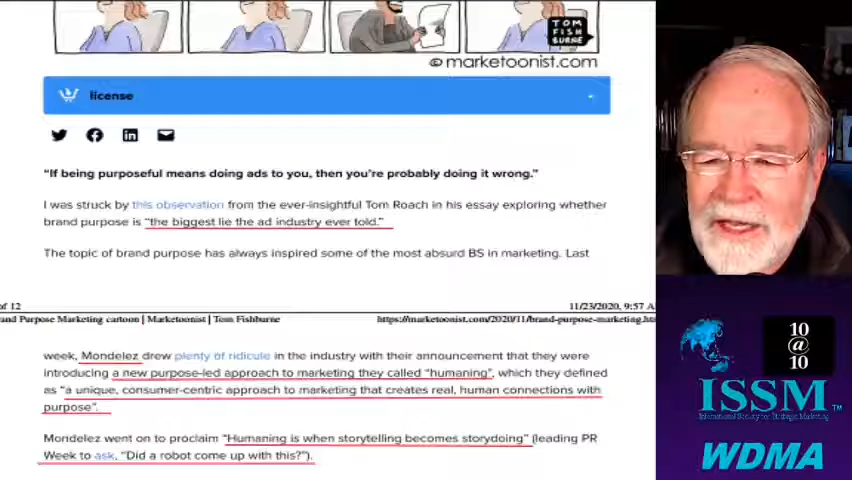 TOM
FISH
BURNE
© marketoonist.com
license
"If being purposeful means doing ads to you, then you're probably doing it wrong."
I was struck by this observation from the ever-insightful Tom Roach in his essay exploring whether
brand purpose is "the biggest lie the ad industry ever told."
The topic of brand purpose has always inspired some of the most absurd BS in marketing. Last
of 12
11/23/2020, 9:57 A
and Purpose Marketing cartoon | Marketoonist | Tom Fishburne
https://marketoonist.com/2020/11/brand-purpose-marketing.htm
week, Mondelez drew plenty of ridicule in the industry with their announcement that they were
introducing a new purpose-led approach to marketing they called "humaning", which they defined
as "a unique, consumer-centric approach to marketing that creates real, human connections with
purpose".
Mondelez went on to proclaim "Humaning is when storytelling becomes storydoing" (leading PR
Week to ask, "Did a robot come up with this?").
10
@
10
ISSM™
International Society for Strategic Marketing
WDMA